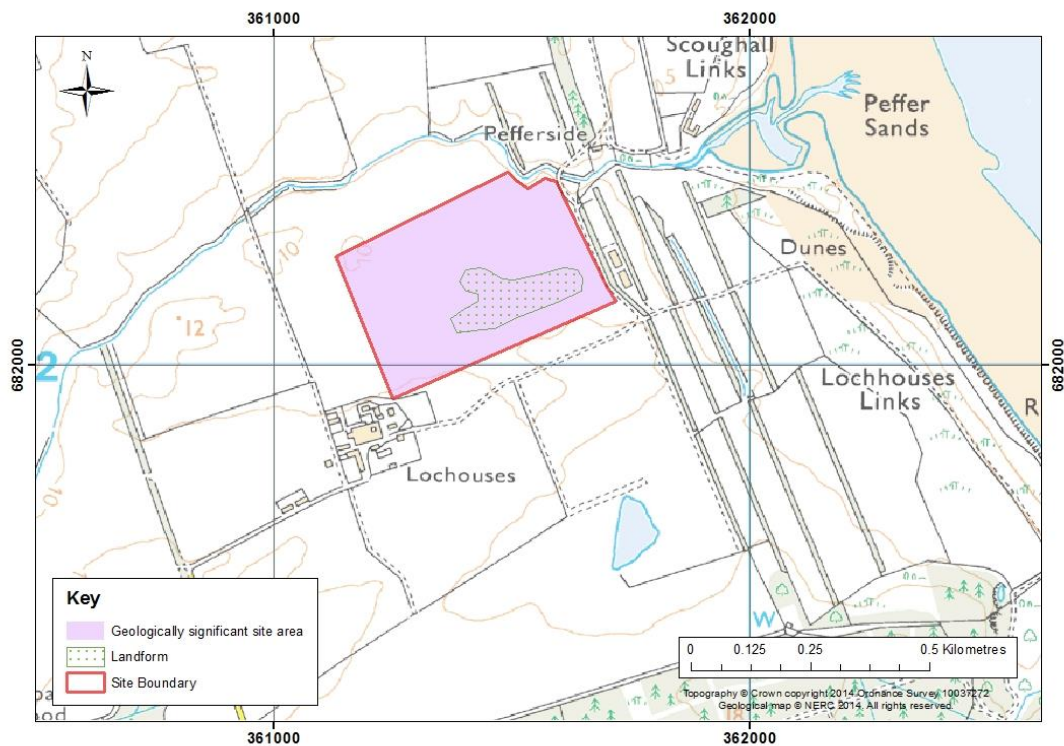 361000
362000
N
Scoughall
Links
5
Peffer
Sands
Pefferside
10
Dunes
10
12
682000
2
682000
Lochhouses
Links
R
10
Lochouses
Key
Geologically significant site area
Landform
Site Boundary
W
0 0.125 0.25 0.5 Kilometres
Topography © Crown copyright 2014 Ordnance Survey 10037272
Geological map © NERC 2014. All rights reserved.
18
361000
362000